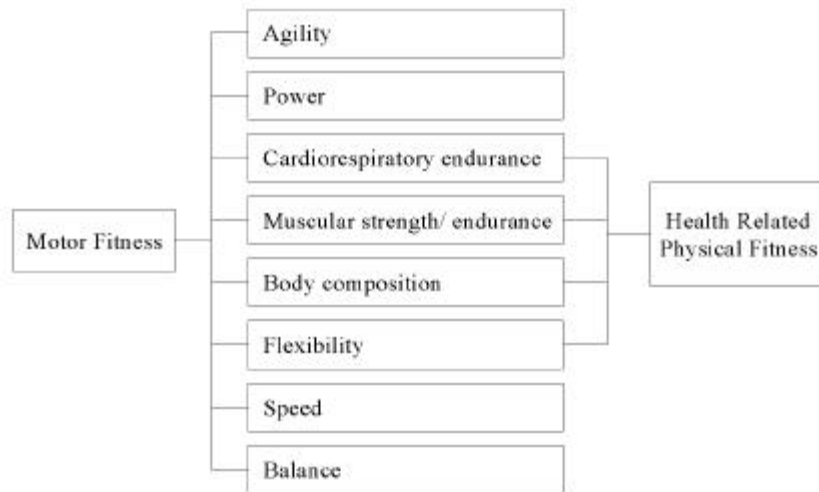 Agility
Power
Cardiorespiratory endurance
Muscular strength/ endurance
Body composition
Flexibility
Speed
Balance
Motor Fitness
Health Related
Physical Fitness